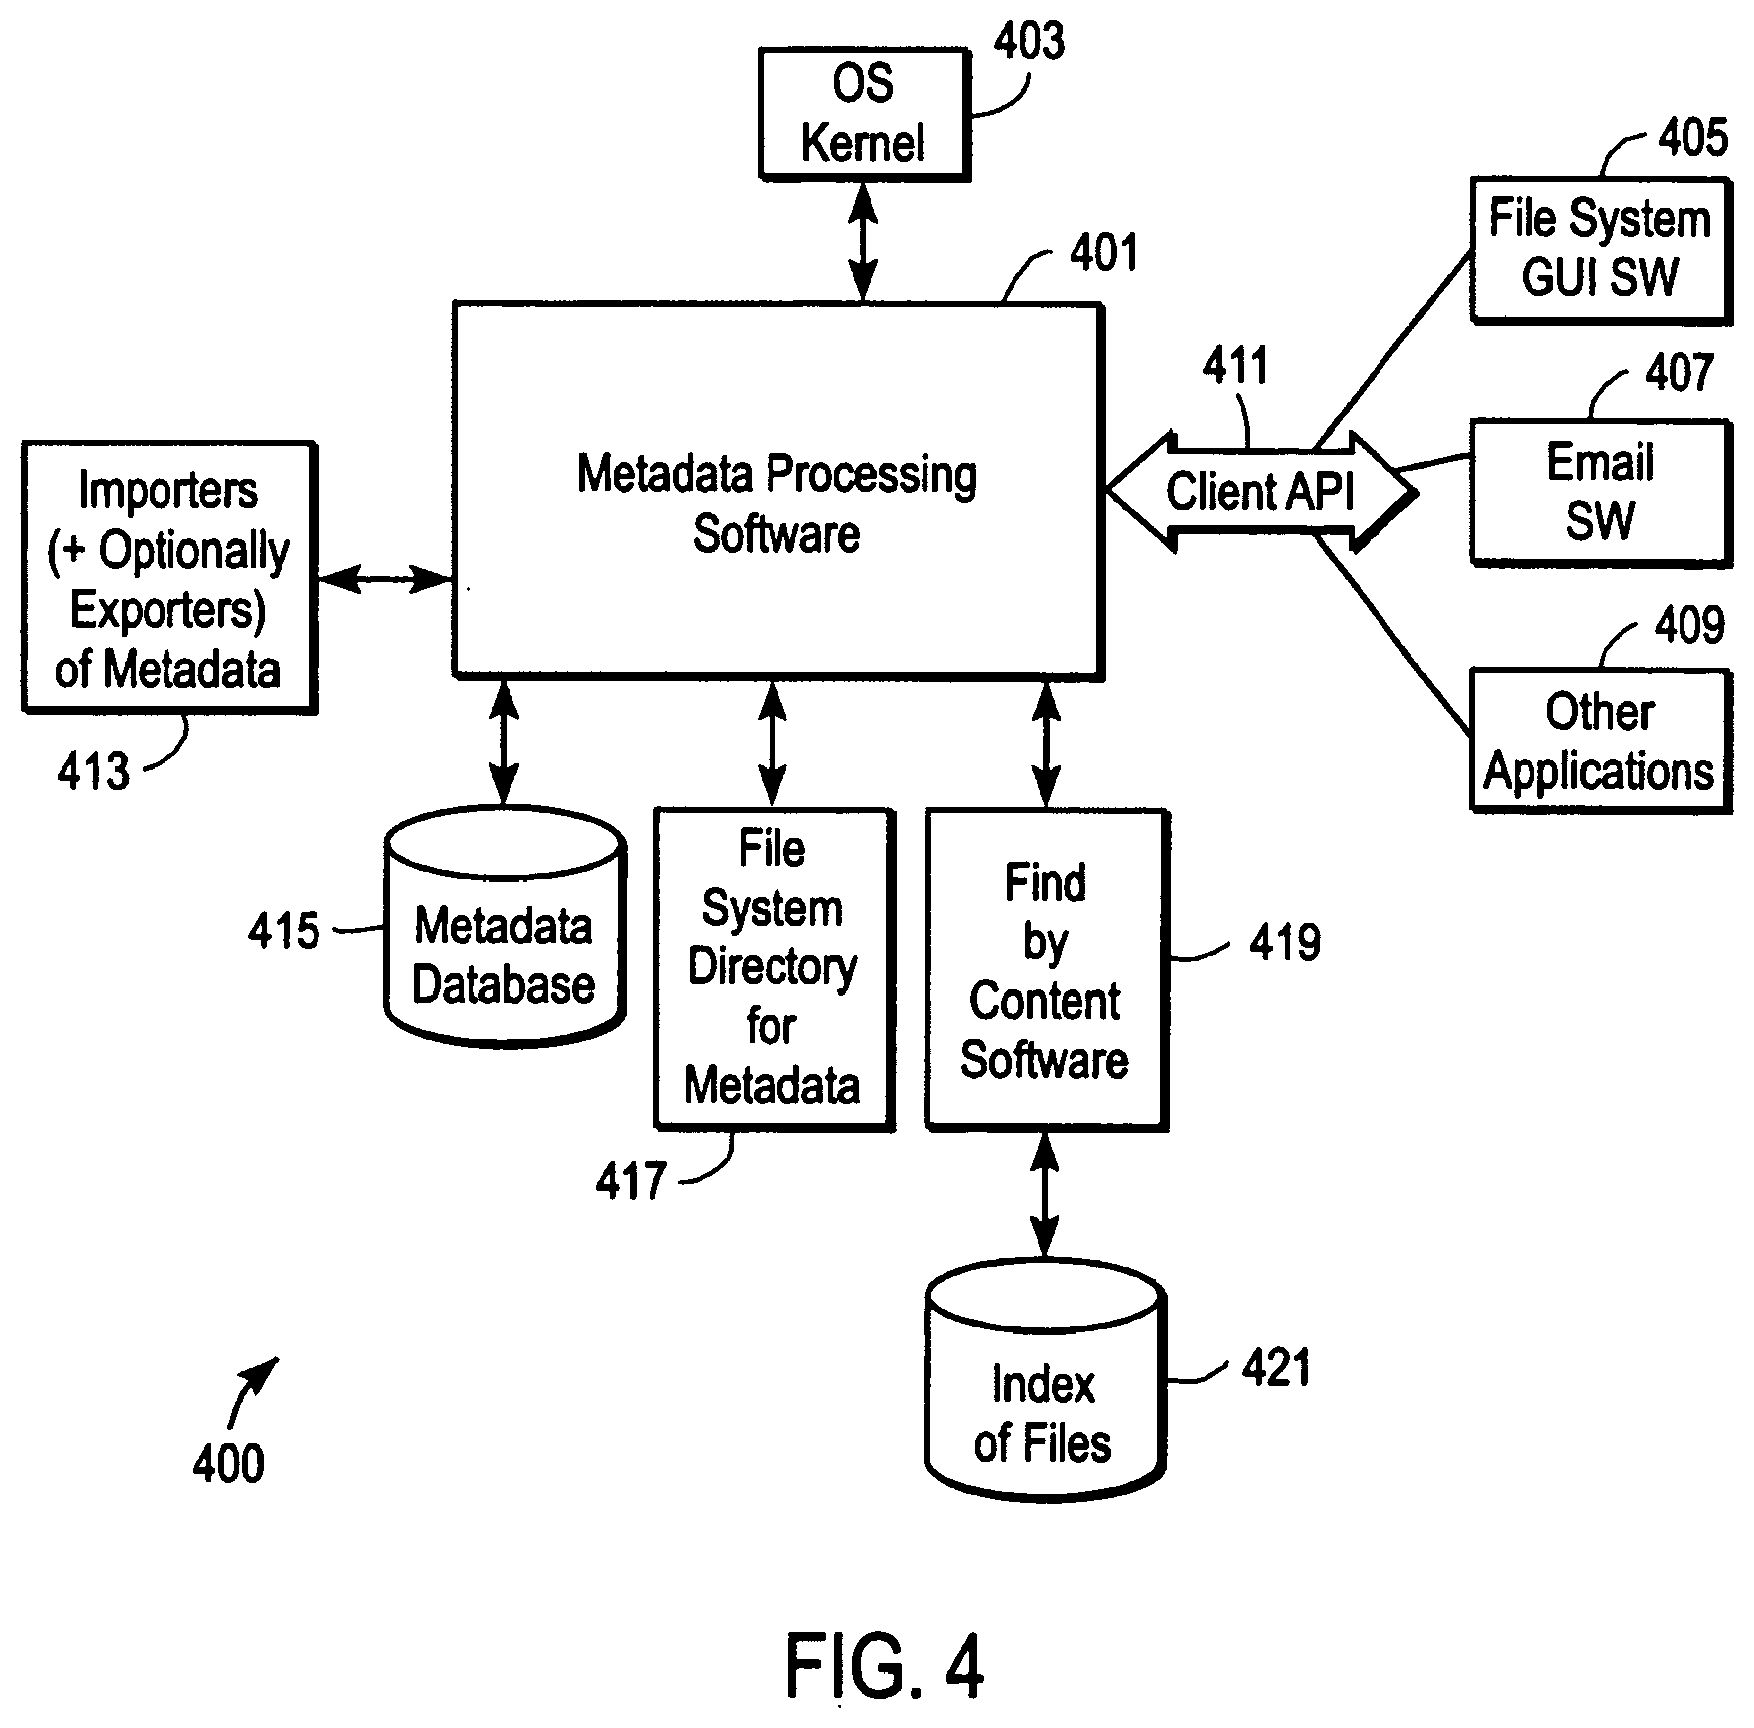 403
OS
Kernel
405
File System
GUI SW
401
411
407
Metadata Processing
Software
Client API
Email
SW
Importers
(+ Optionally
Exporters)
of Metadata
413
409
Other
Applications
415
Metadata
Database
File
System
Directory
for
Metadata
417
Find
by
Content
Software
419
421
Index
of Files
400
FIG. 4